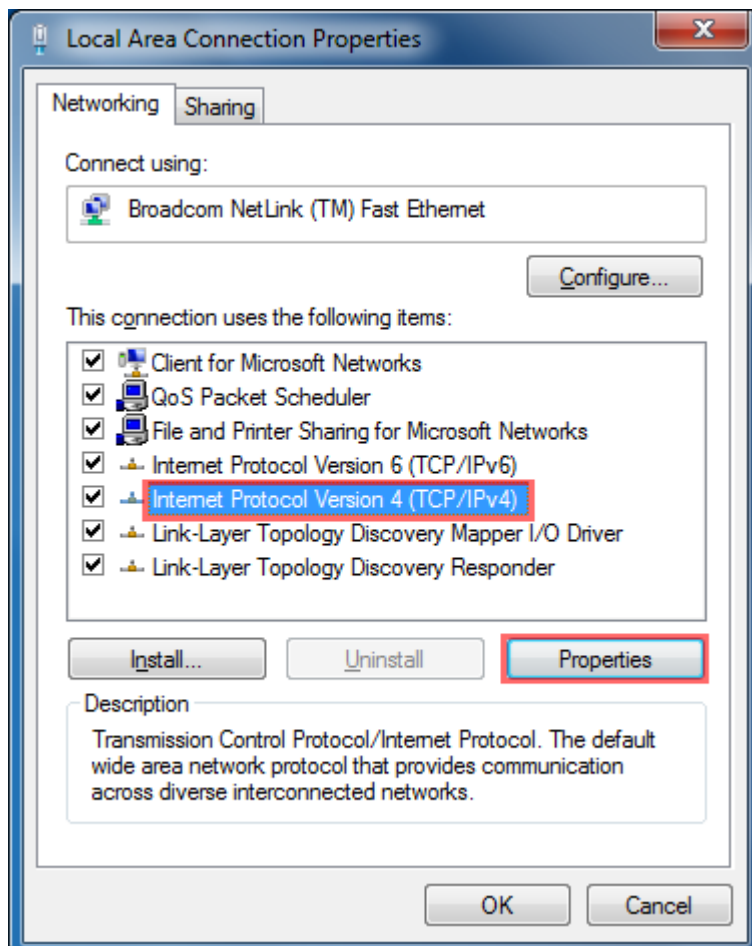 Local Area Connection Properties
Networking
Sharing
Connect using:
Broadcom NetLink (TM) Fast Ethernet
Configure...
This connection uses the following items:
Client for Microsoft Networks
QoS Packet Scheduler
File and Printer Sharing for Microsoft Networks
Internet Protocol Version 6 (TCP/IPv6)
Internet Protocol Version 4 (TCP/IPv4)
Link-Layer Topology Discovery Mapper I/O Driver
Link-Layer Topology Discovery Responder
Install...
Uninstall
Properties
Description
Transmission Control Protocol/Internet Protocol. The default
wide area network protocol that provides communication
across diverse interconnected networks.
OK
Cancel